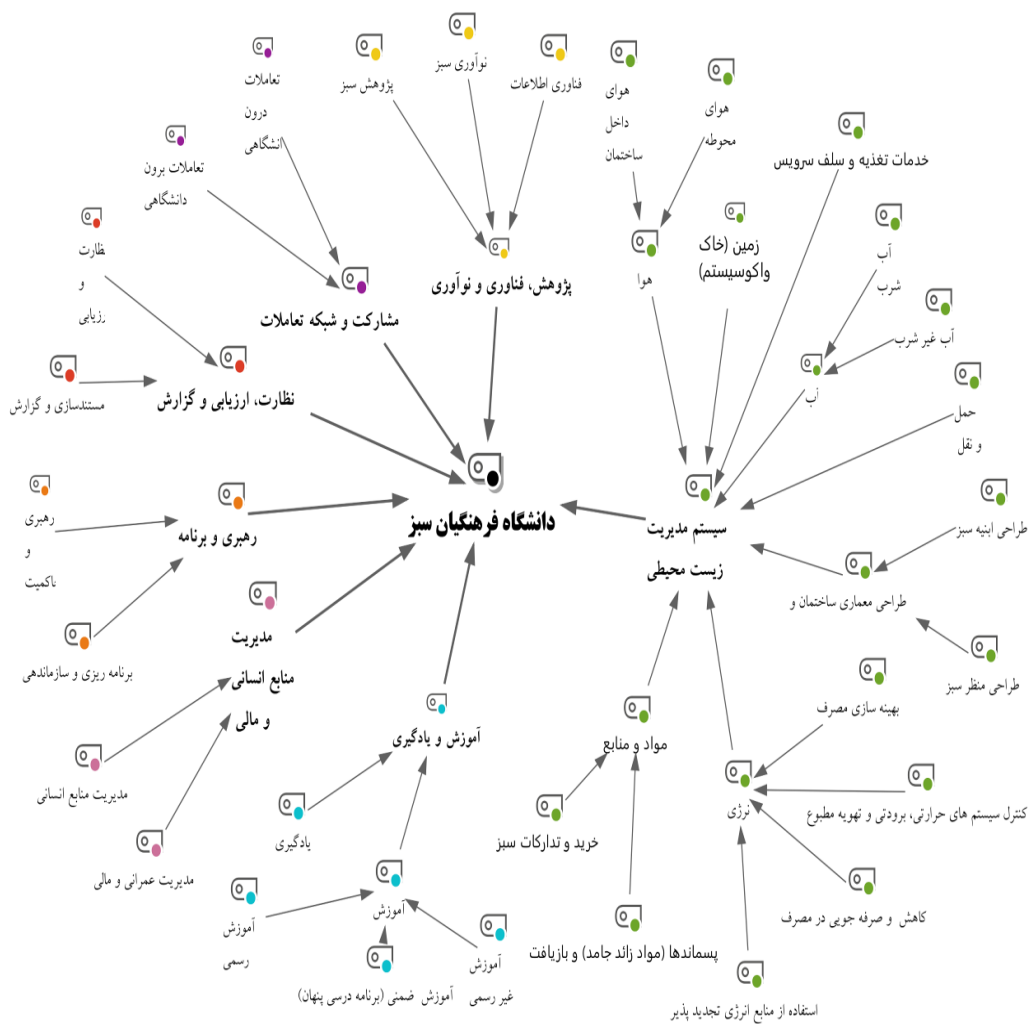 نوآوری سبز
پژوهش سبز
فناوری اطلاعات
پژوهش، فناوری و نوآوری
تعاملات
درون
انشگاهی
تعاملات برون
دانشگاهی
مشارکت و شبکه تعاملات
ظارت
و
رزیابی
مستندسازی و گزارش
نظارت، ارزیابی و گزارش
رهبری
و
حاکمیت
رهبری و برنامه
برنامه ریزی و سازماندهی
مدیریت
منابع انسانی
و مالی
مدیریت منابع انسانی
مدیریت عمرانی و مالی
آموزش و یادگیری
یادگیری
آموزش
آموزش
رسمی
آموزش ضمنی (برنامه درسی پنهان)
آموزش
غیر رسمی
دانشگاه فرهنگیان سبز
هوای
داخل
ساختمان
هوای
محوطه
هوا
زمین (خاک
واکوسیستم)
خدمات تغذیه و سلف سرویس
آب
شرب
آب غیر شرب
آب
حمل
و نقل
سیستم مدیریت
زیست محیطی
طراحی ابنیه سبز
طراحی معماری ساختمان و
طراحی منظر سبز
بهینه سازی مصرف
نرژی
کنترل سیستم های حرارتی، برودتی و تهویه مطبوع
کاهش و صرفه جویی در مصرف
استفاده از منابع انرژی تجدید پذیر
مواد و منابع
خرید و تدارکات سبز
پسماندها (مواد زائد جامد) و بازیافت